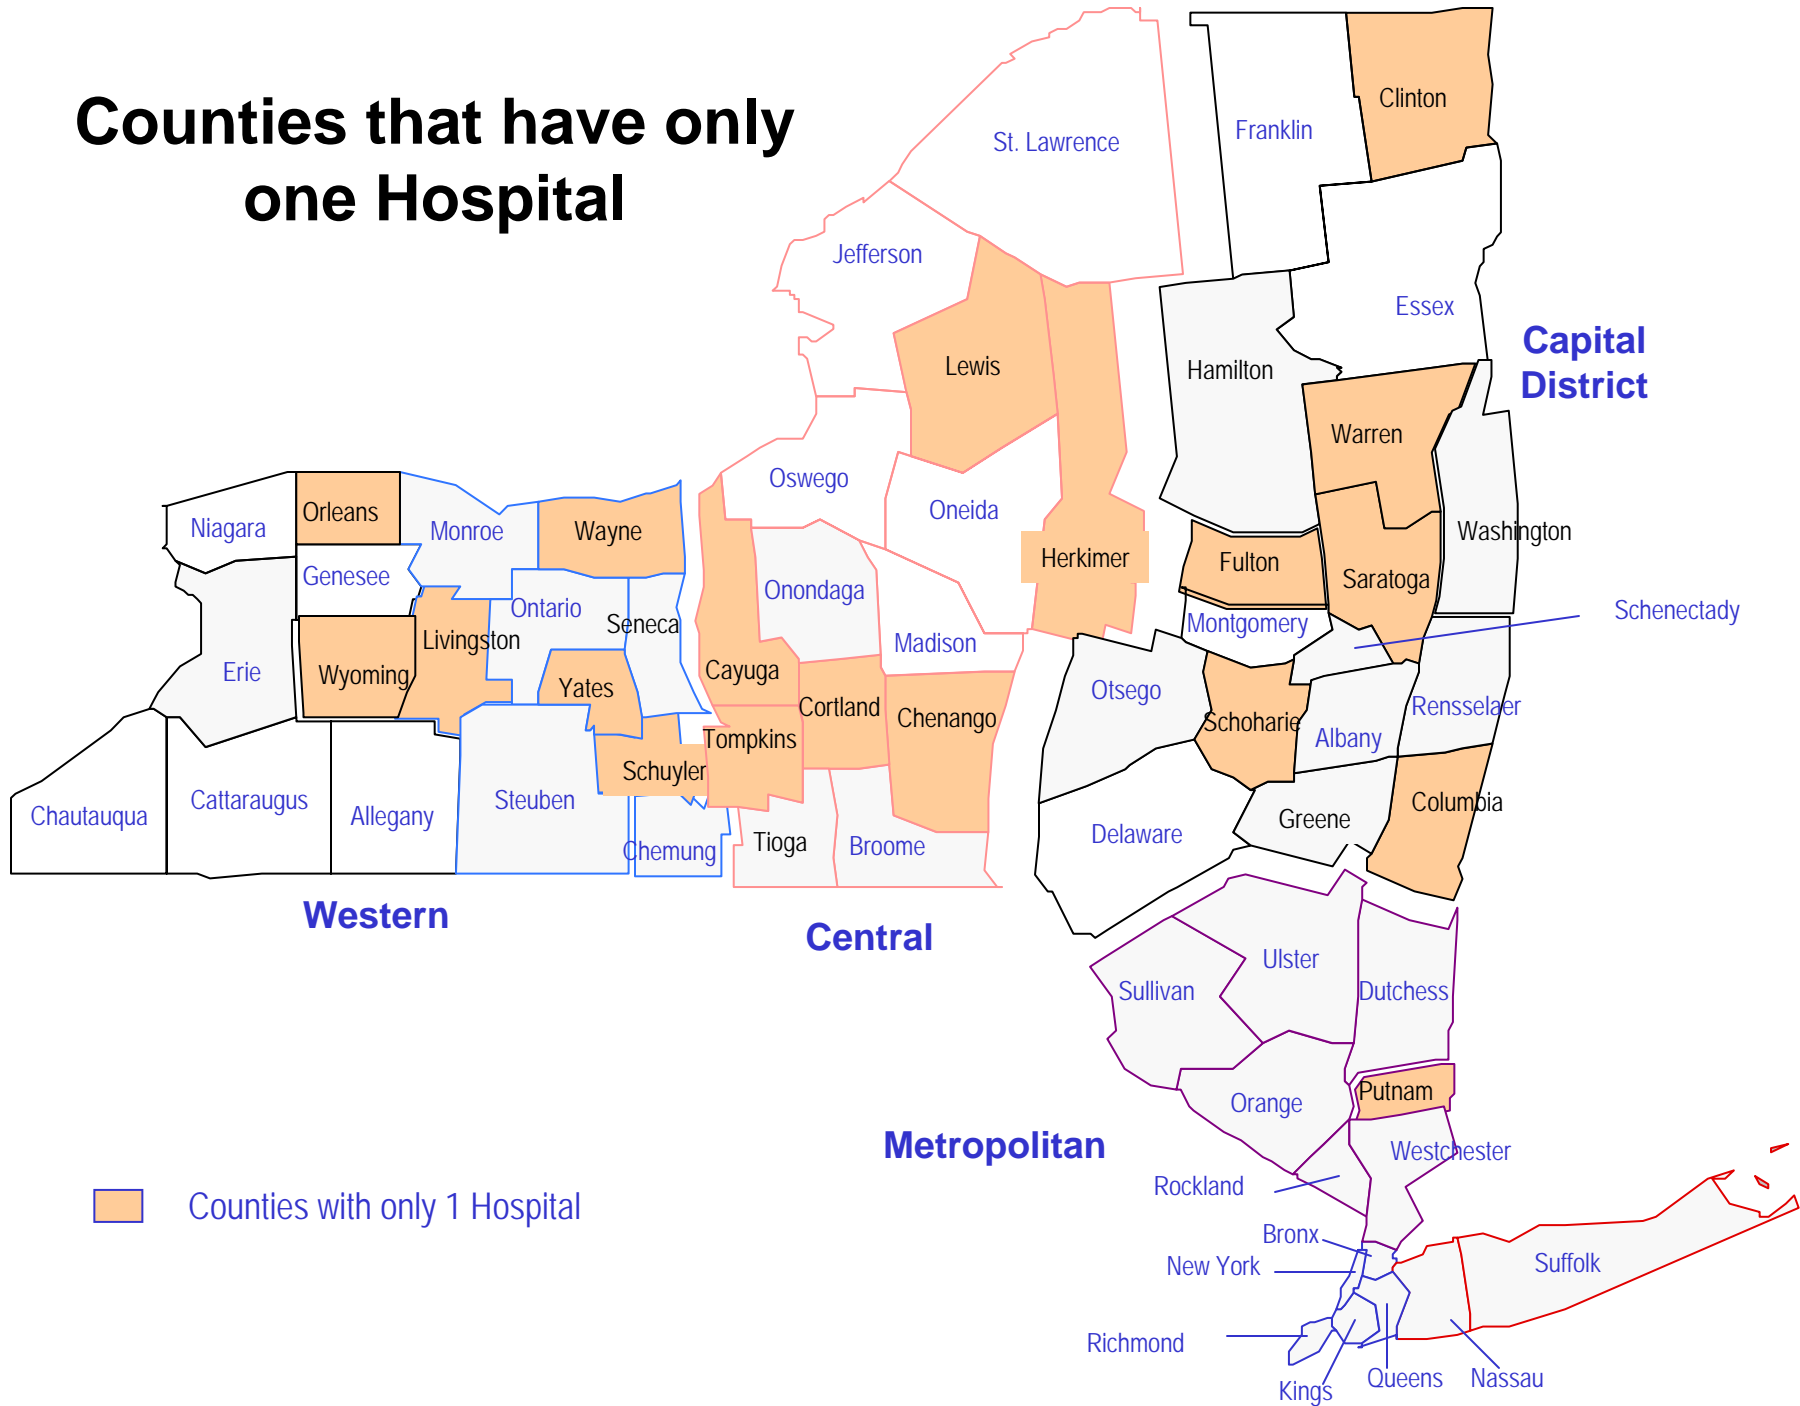 Counties that have only
one Hospital
St. Lawrence
Franklin
Clinton
Jefferson
Essex
Capital
District
Lewis
Hamilton
Warren
Oswego
Oneida
Washington
Niagara
Orleans
Monroe
Wayne
Herkimer
Fulton
Saratoga
Genesee
Ontario
Onondaga
Seneca
Montgomery
Schenectady
Livingston
Madison
Erie
Wyoming
Cayuga
Yates
Otsego
Cortland
Chenango
Schoharie
Rensselaer
Tompkins
Albany
Schuyler
Chautauqua
Cattaraugus
Allegany
Steuben
Columbia
Greene
Delaware
Chemung
Tioga
Broome
Western
Central
Ulster
Sullivan
Dutchess
Putnam
Orange
Metropolitan
Westchester
Rockland
Counties with only 1 Hospital
Bronx
New York
Suffolk
Richmond
Kings
Queens
Nassau